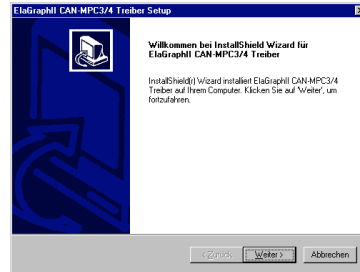 ElaGraphII CAN-MPC3/4 Treiber Setup
Willkommen bei InstallShield Wizard für
ElaGraphII CAN-MPC3/4 Treiber
InstallShield(r) Wizard installiert ElaGraphII CAN-MPC3/4
Treiber auf Ihrem Computer. Klicken Sie auf 'Weiter', um
fortzufahren.
< Zurück Weiter > Abbrechen